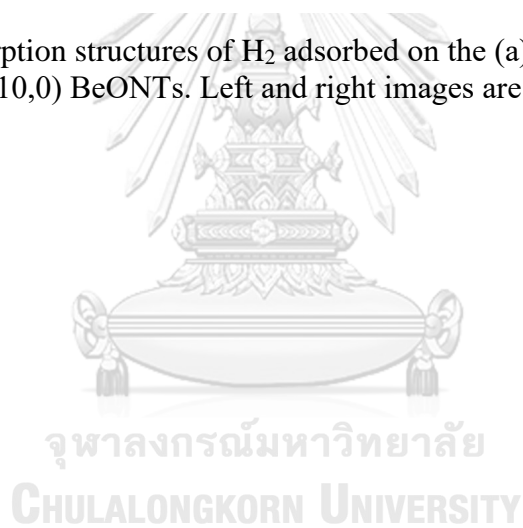 rption structures of H₂ adsorbed on the (a)
10,0) BeONTs. Left and right images are
จุฬาลงกรณ์มหาวิทยาลัย
CHULALONGKORN UNIVERSITY